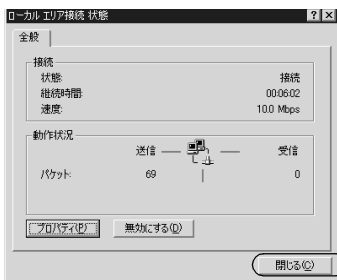 ローカル エリア接続 状態
全般
接続
状態: 接続
継続時間: 00:06:02
速度: 10.0 Mbps
動作状況
送信 受信
パケット: 69 0
プロパティ(P) 無効にする(D)
閉じる(C)